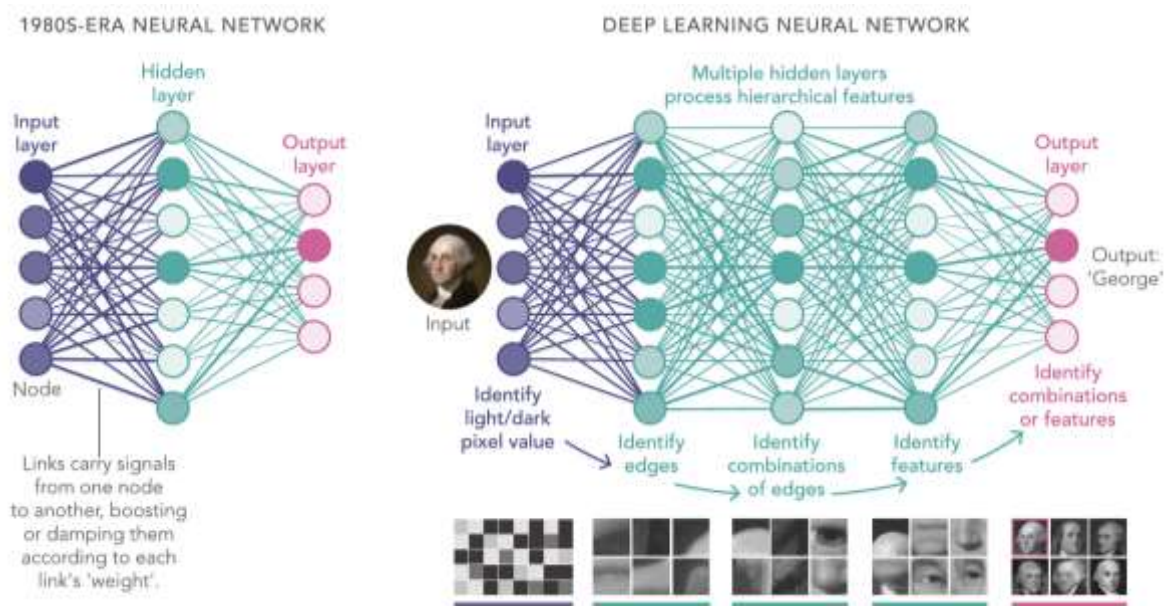 1980S-ERA NEURAL NETWORK
Hidden
layer
Input
layer
Output
layer
Node
Links carry signals
from one node
to another, boosting
or damping them
according to each
link's 'weight'.
DEEP LEARNING NEURAL NETWORK
Multiple hidden layers
process hierarchical features
Input
layer
Output
layer
Input
Output:
'George'
Identify
light/dark
pixel value
Identify
edges
Identify
combinations
of edges
Identify
features
Identify
combinations
or features